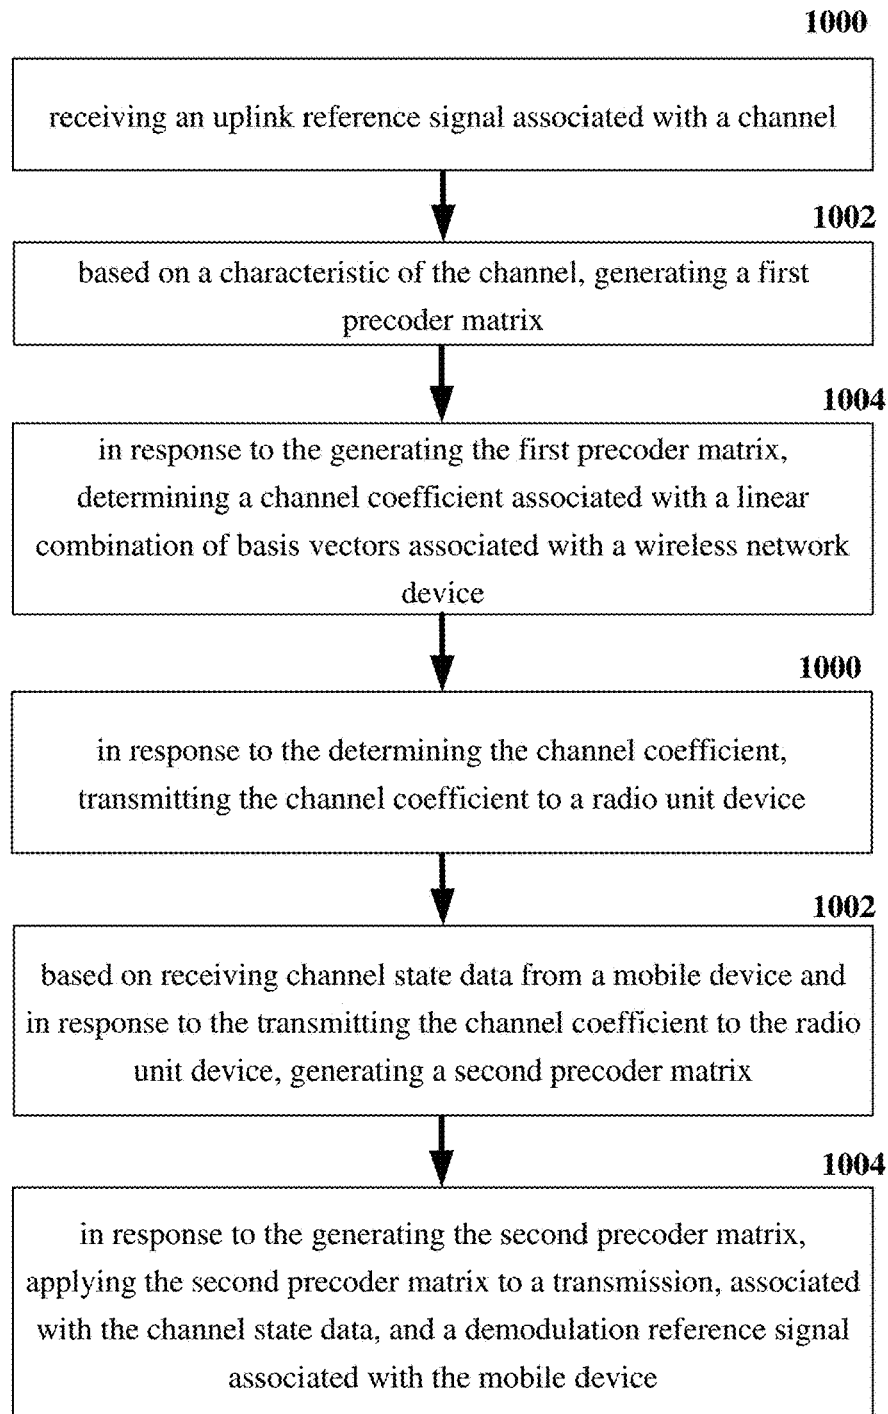 1000
receiving an uplink reference signal associated with a channel
1002
based on a characteristic of the channel, generating a first
precoder matrix
1004
in response to the generating the first precoder matrix,
determining a channel coefficient associated with a linear
combination of basis vectors associated with a wireless network
device
1000
in response to the determining the channel coefficient,
transmitting the channel coefficient to a radio unit device
1002
based on receiving channel state data from a mobile device and
in response to the transmitting the channel coefficient to the radio
unit device, generating a second precoder matrix
1004
in response to the generating the second precoder matrix,
applying the second precoder matrix to a transmission, associated
with the channel state data, and a demodulation reference signal
associated with the mobile device